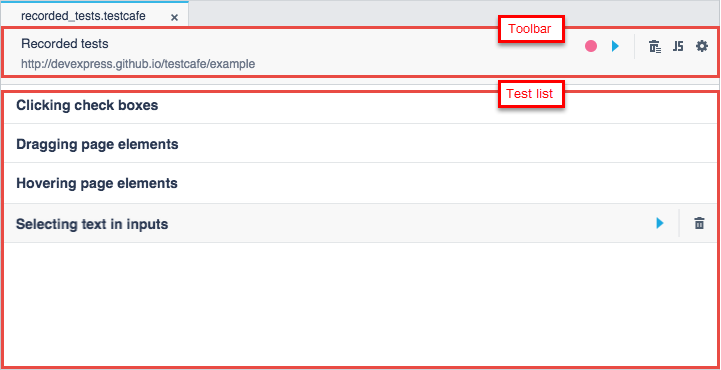 recorded_tests.testcafe ×
Toolbar
Recorded tests
JS
http://devexpress.github.io/testcafe/example
Test list
Clicking check boxes
Dragging page elements
Hovering page elements
Selecting text in inputs